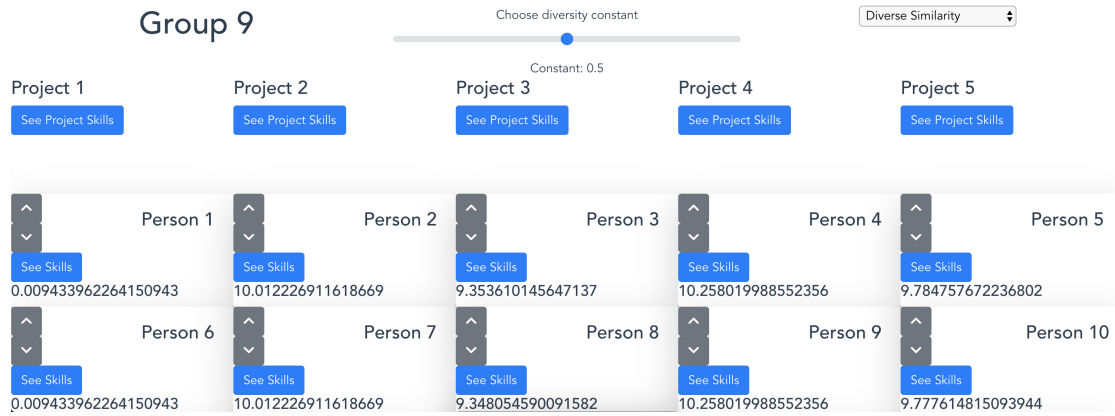 Group 9
Choose diversity constant
Diverse Similarity
Constant: 0.5
Project 1 Project 2 Project 3 Project 4 Project 5
See Project Skills See Project Skills See Project Skills See Project Skills See Project Skills
Person 1 Person 2 Person 3 Person 4 Person 5
See Skills See Skills See Skills See Skills See Skills
0.009433962264150943 10.012226911618669 9.353610145647137 10.258019988552356 9.784757672236802
Person 6 Person 7 Person 8 Person 9 Person 10
See Skills See Skills See Skills See Skills See Skills
0.009433962264150943 10.012226911618669 9.348054590091582 10.258019988552356 9.777614815093944